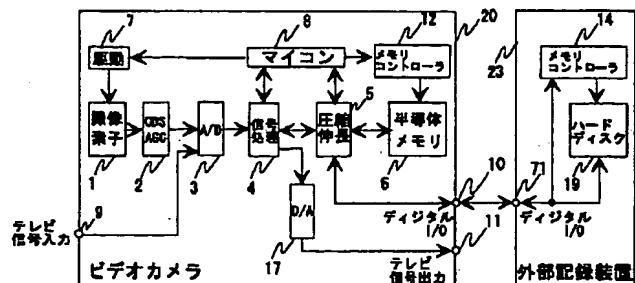 7
8
12
20
14
駆動
マイコン
メモリ
コントローラ
23
メモリ
コントローラ
撮像
素子
CDS
AGC
A/D
信号
処理
圧縮
伸長
5
半導体
メモリ
ハード
ディスク
1
2
3
4
6
19
10
71
9
D/A
ディジタル
I/O
ディジタル
I/O
テレビ
信号入力
11
17
ビデオカメラ
テレビ
信号出力
外部記録装置